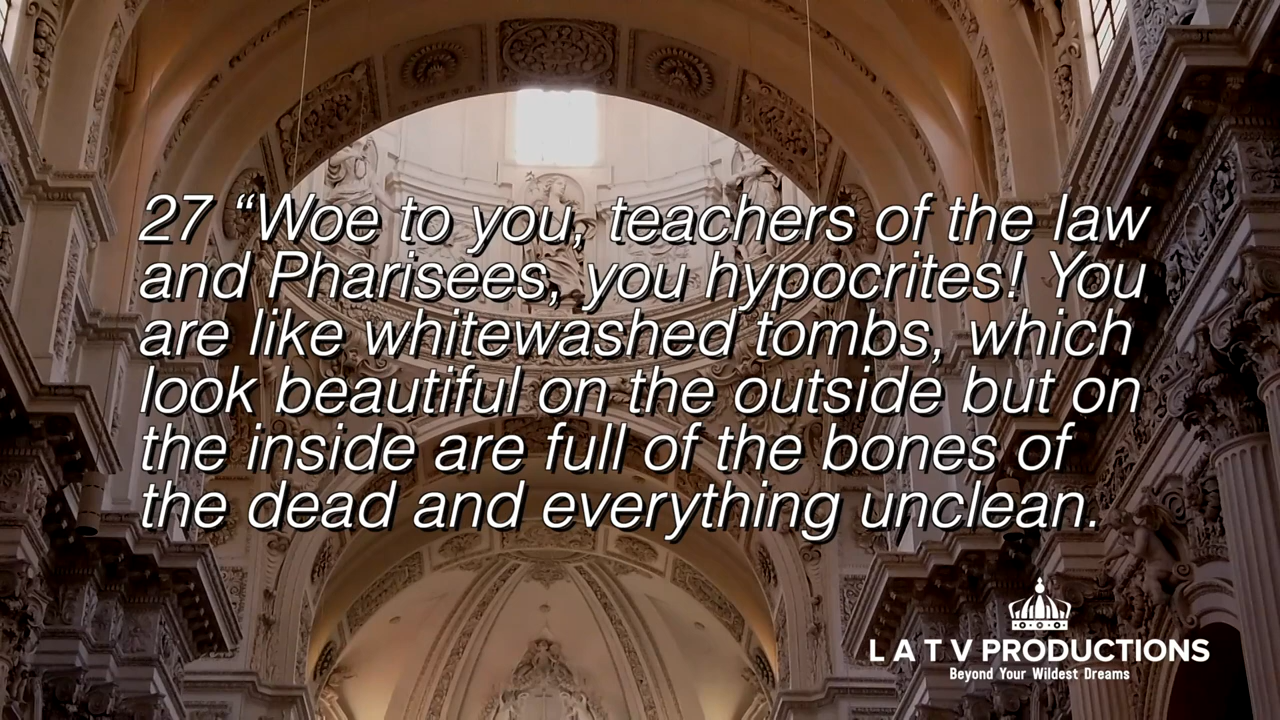 27 “Woe to you, teachers of the law
and Pharisees, you hypocrites! You
are like whitewashed tombs, which
look beautiful on the outside but on
the inside are full of the bones of
the dead and everything unclean.
L A T V PRODUCTIONS
Beyond Your Wildest Dreams